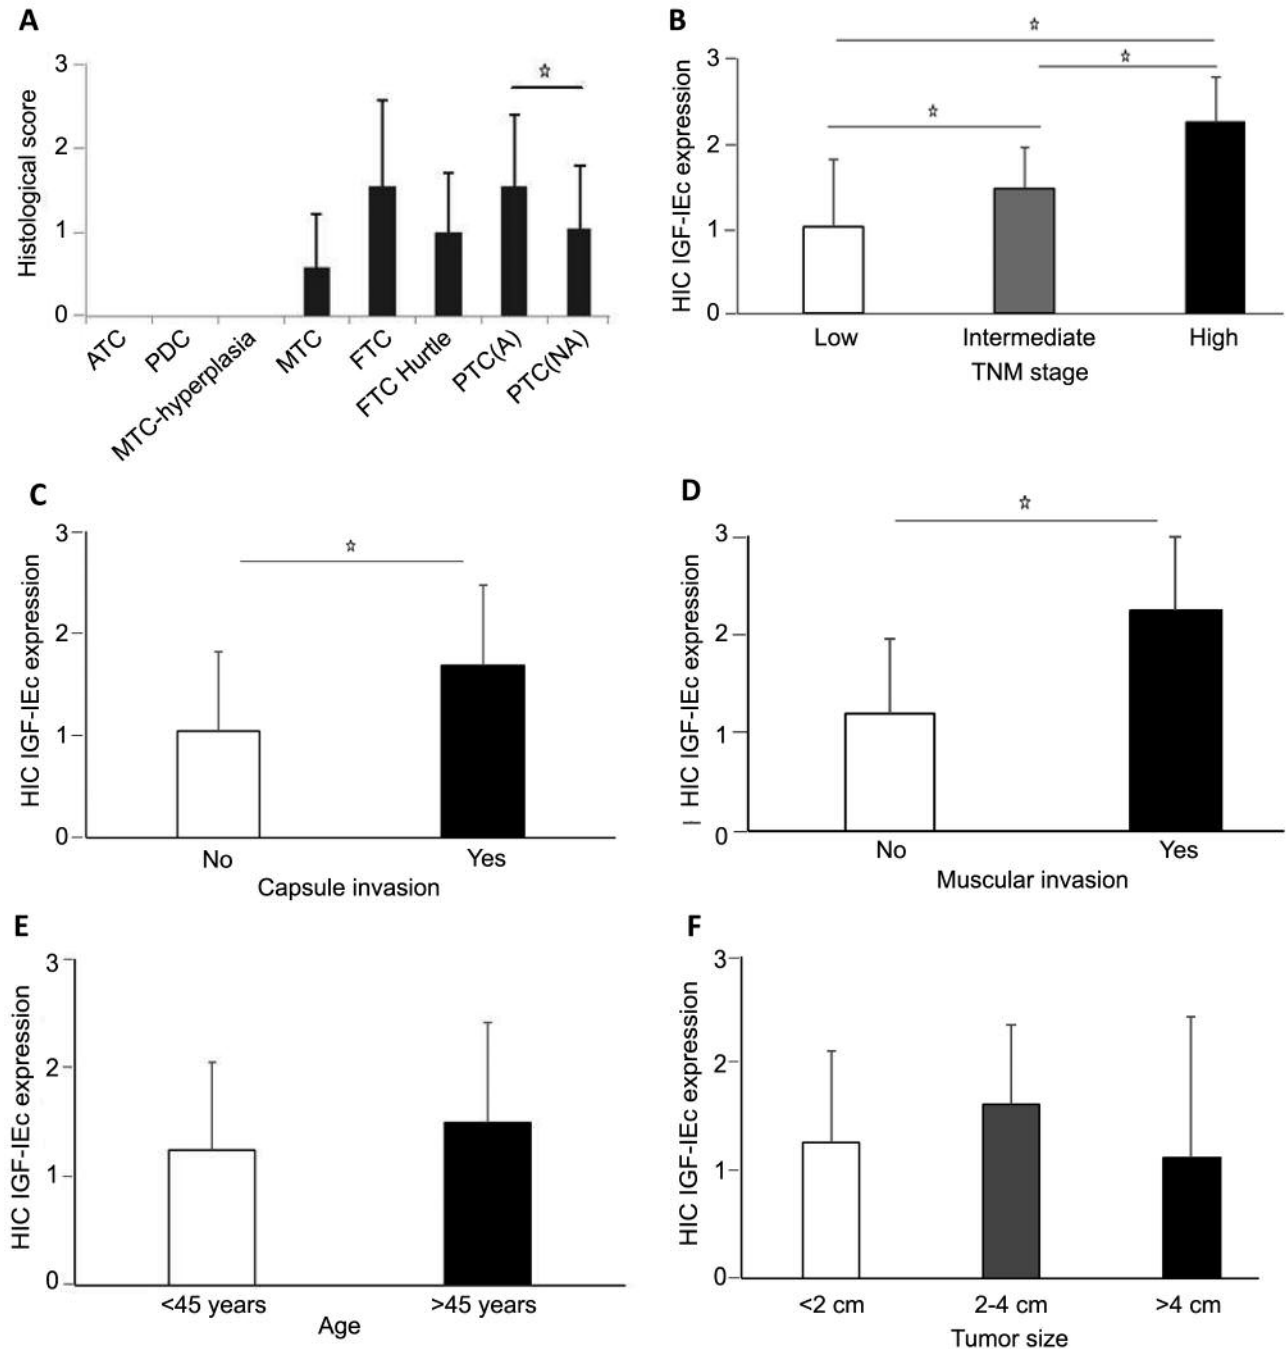 A
Histological score
3
2
1
0
☆
ATC
PDC
MTC-hyperplasia
MTC
FTC
FTC Hurtle
PTC(A)
PTC(NA)
B
HIC IGF-IEc expression
3
2
1
0
☆
☆
☆
Low
Intermediate
High
TNM stage
C
HIC IGF-IEc expression
3
2
1
0
☆
No
Yes
Capsule invasion
D
HIC IGF-IEc expression
3
2
1
0
☆
No
Yes
Muscular invasion
E
HIC IGF-IEc expression
3
2
1
0
<45 years
>45 years
Age
F
HIC IGF-IEc expression
3
2
1
0
<2 cm
2-4 cm
>4 cm
Tumor size